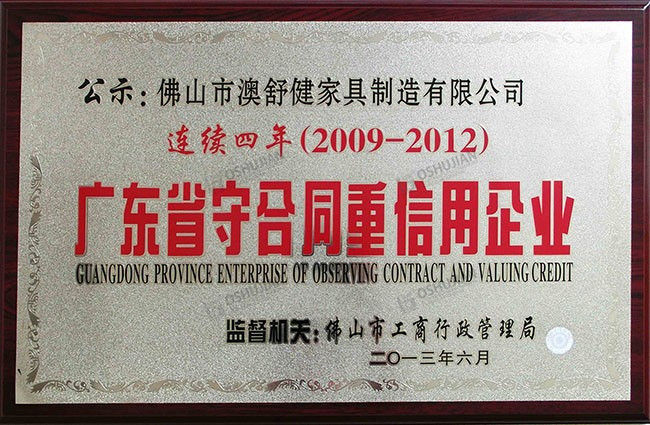 公示：佛山市澳舒健家具制造有限公司
连续四年(2009-2012)
广东省守合同重信用企业
GUANGDONG PROVINCE ENTERPRISE OF OBSERVING CONTRACT AND VALUING CREDIT
监督机关：佛山市工商行政管理局
二〇一三年六月
OSHUJIAN